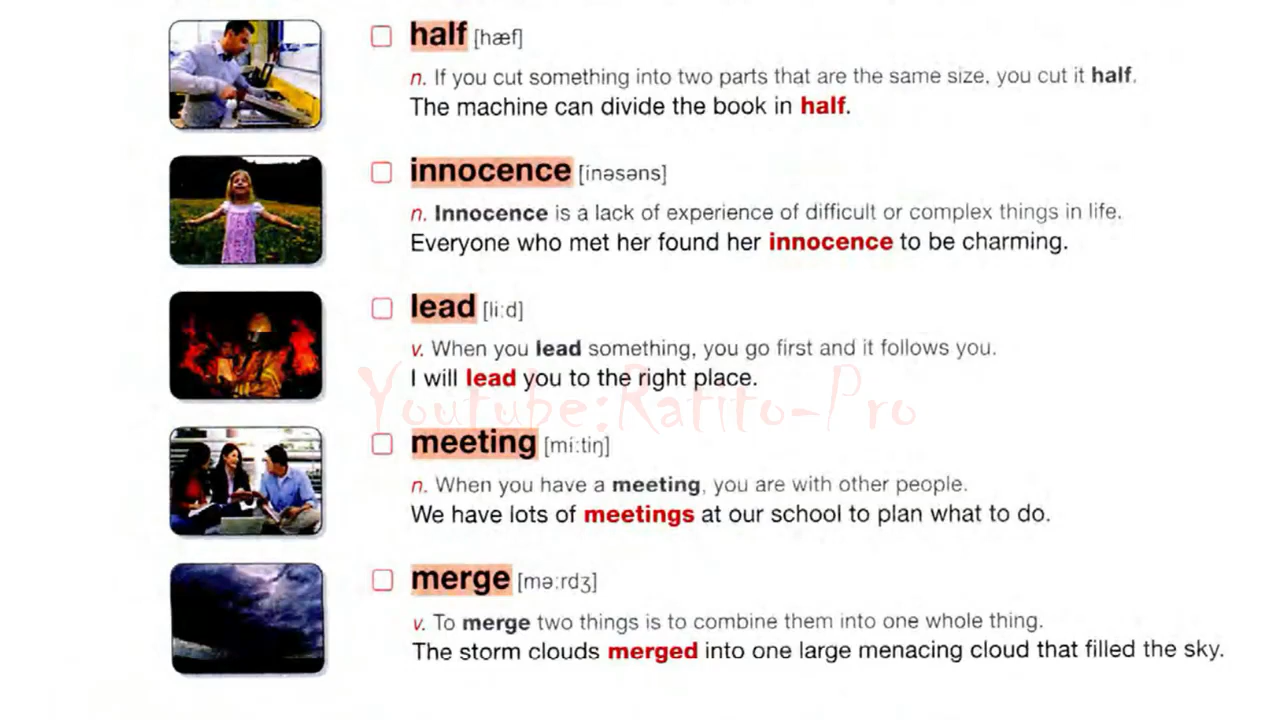 half [hæf]
n. If you cut something into two parts that are the same size, you cut it half.
The machine can divide the book in half.
innocence [ínəsəns]
n. Innocence is a lack of experience of difficult or complex things in life.
Everyone who met her found her innocence to be charming.
lead [liːd]
v. When you lead something, you go first and it follows you.
I will lead you to the right place.
Youtube:Ratito-Pro
meeting [míːtiŋ]
n. When you have a meeting, you are with other people.
We have lots of meetings at our school to plan what to do.
merge [məːrdʒ]
v. To merge two things is to combine them into one whole thing.
The storm clouds merged into one large menacing cloud that filled the sky.